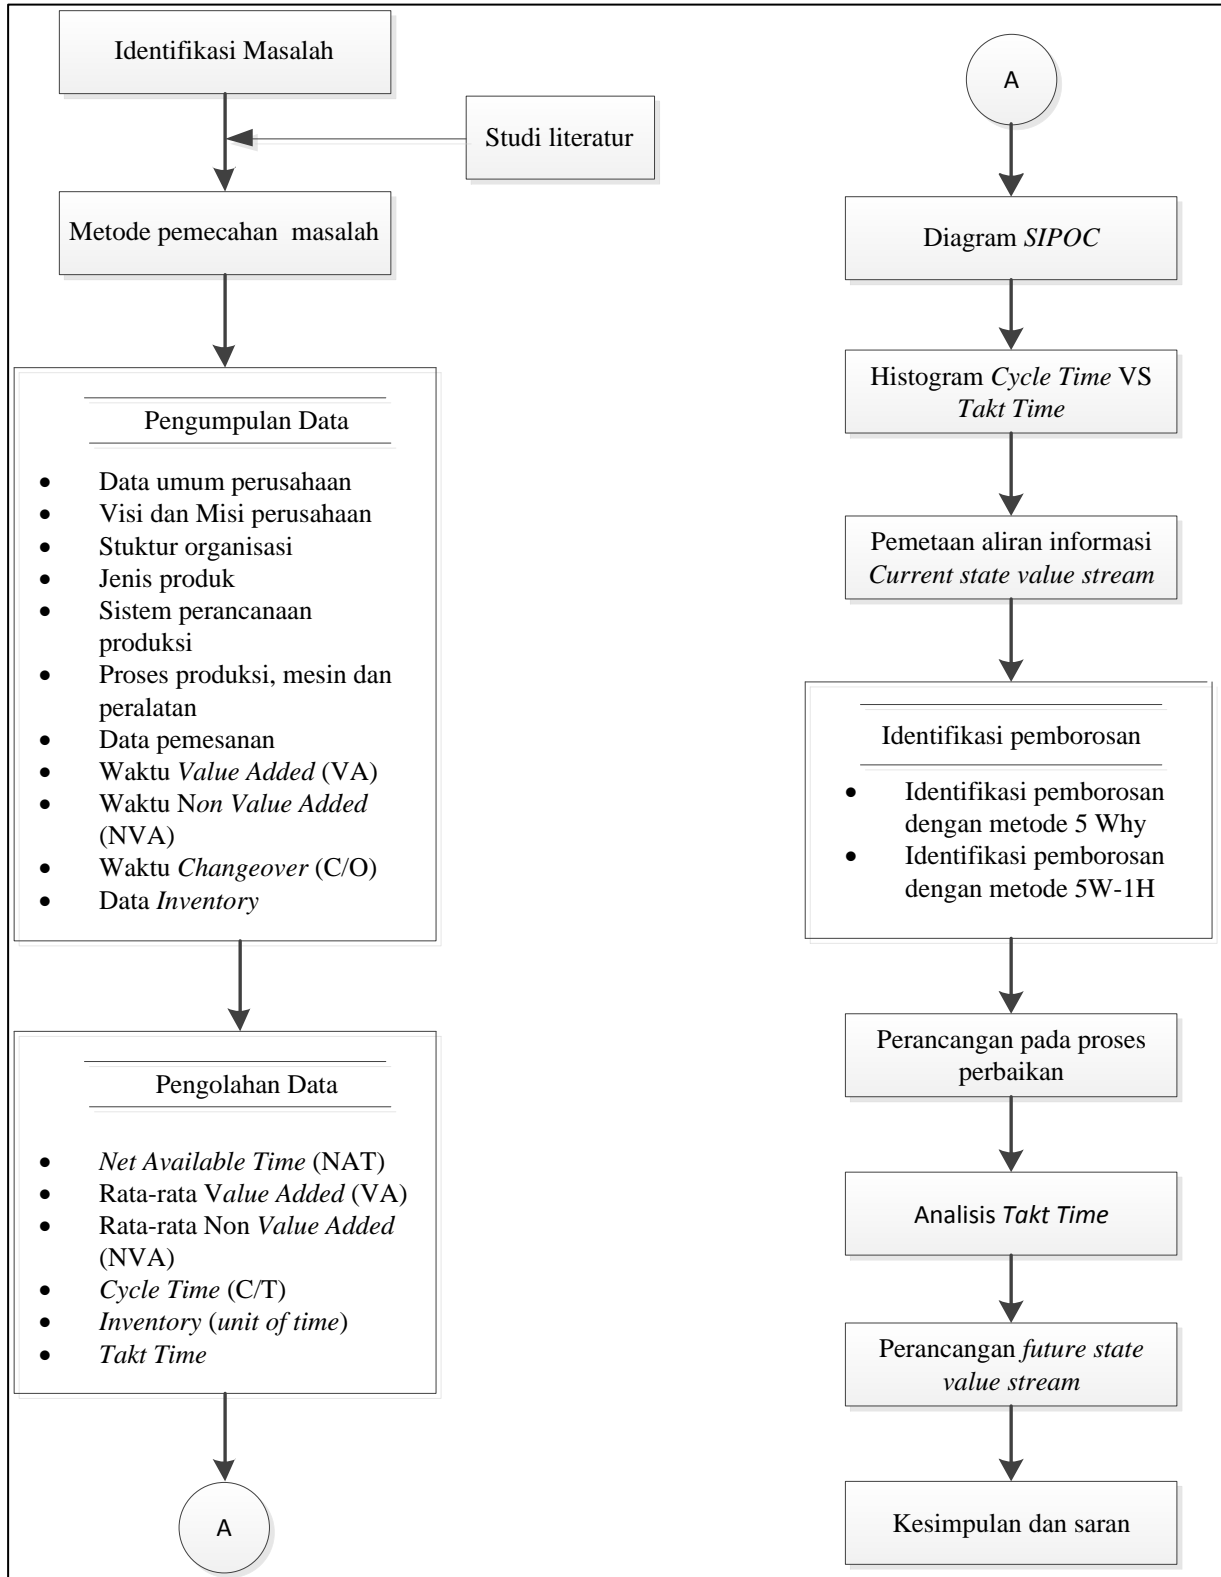 Identifikasi Masalah
Studi literatur
Metode pemecahan masalah
Pengumpulan Data
• Data umum perusahaan
• Visi dan Misi perusahaan
• Stuktur organisasi
• Jenis produk
• Sistem perancanaan
produksi
• Proses produksi, mesin dan
peralatan
• Data pemesanan
• Waktu Value Added (VA)
• Waktu Non Value Added
(NVA)
• Waktu Changeover (C/O)
• Data Inventory
Pengolahan Data
• Net Available Time (NAT)
• Rata-rata Value Added (VA)
• Rata-rata Non Value Added
(NVA)
• Cycle Time (C/T)
• Inventory (unit of time)
• Takt Time
A
A
Diagram SIPOC
Histogram Cycle Time VS
Takt Time
Pemetaan aliran informasi
Current state value stream
Identifikasi pemborosan
• Identifikasi pemborosan
dengan metode 5 Why
• Identifikasi pemborosan
dengan metode 5W-1H
Perancangan pada proses
perbaikan
Analisis Takt Time
Perancangan future state
value stream
Kesimpulan dan saran